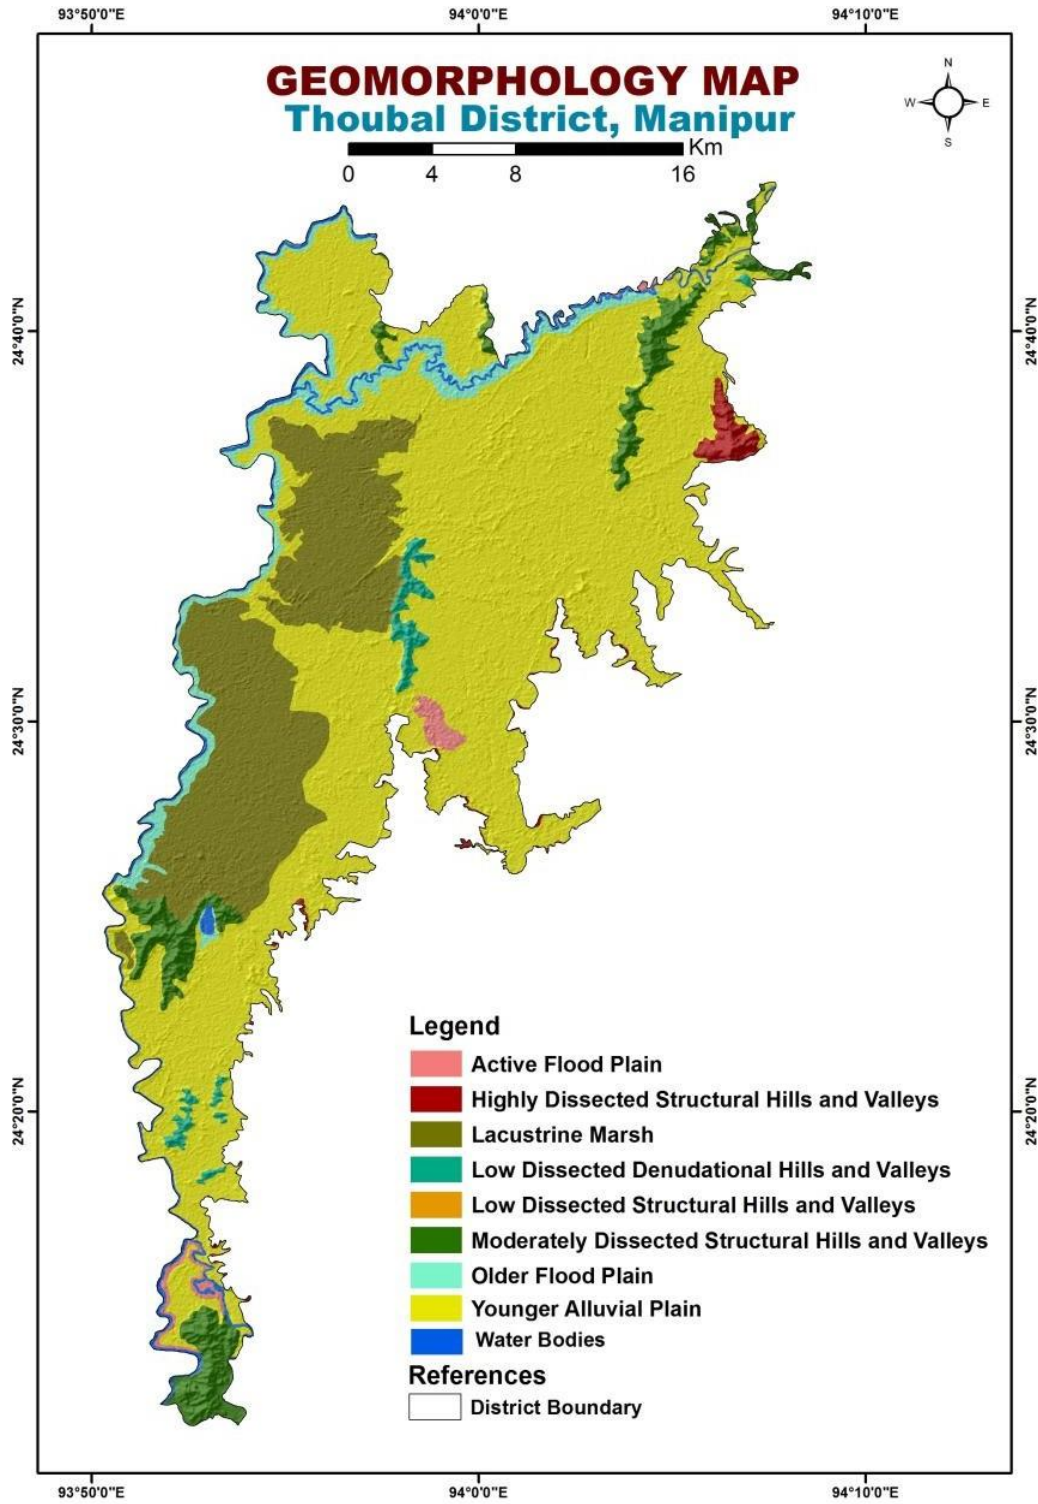 93°50'0"E 94°0'0"E 94°10'0"E
GEOMORPHOLOGY MAP
Thoubal District, Manipur
N
W E
S
Km
0 4 8 16
24°40'0"N 24°40'0"N
24°30'0"N 24°30'0"N
24°20'0"N 24°20'0"N
Legend
Active Flood Plain
Highly Dissected Structural Hills and Valleys
Lacustrine Marsh
Low Dissected Denudational Hills and Valleys
Low Dissected Structural Hills and Valleys
Moderately Dissected Structural Hills and Valleys
Older Flood Plain
Younger Alluvial Plain
Water Bodies
References
District Boundary
93°50'0"E 94°0'0"E 94°10'0"E